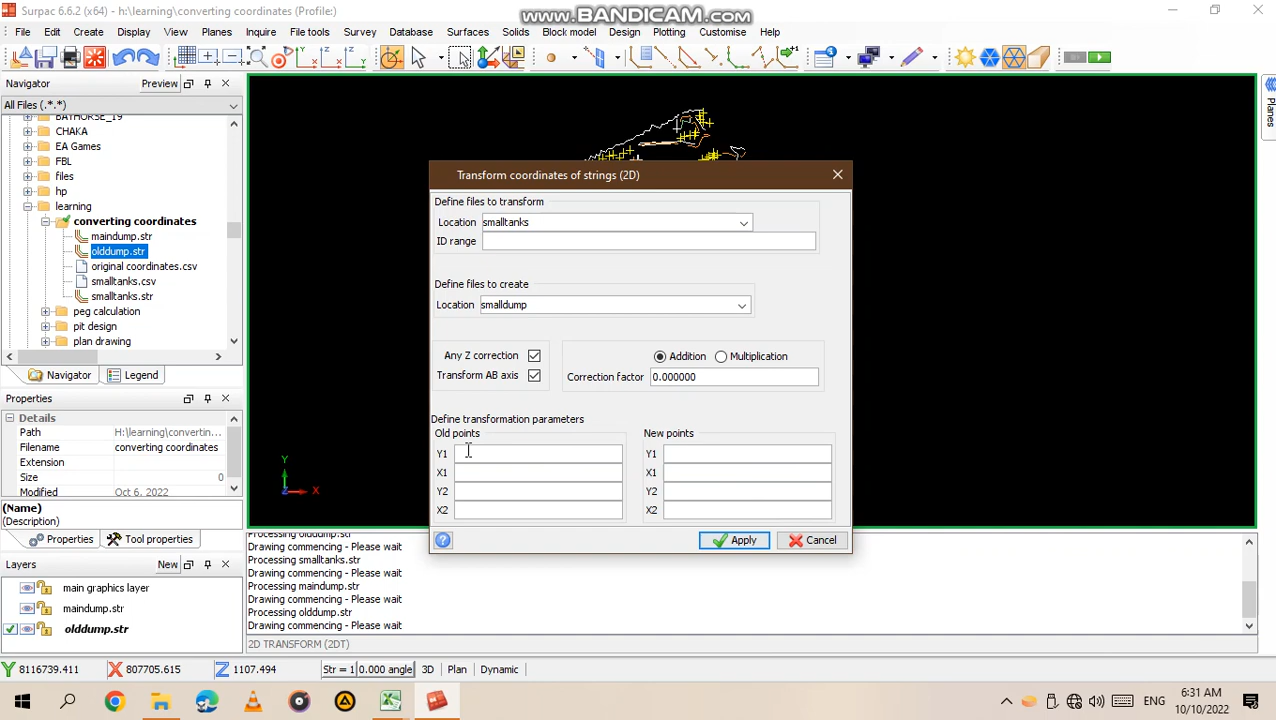 Surpac 6.6.2 (x64) - h:\learning\converting coordinates (Profile:)
www.BANDICAM.com
File Edit Create Display View Planes Inquire File tools Survey Database Surfaces Solids Block model Design Plotting Customise Help
Navigator Preview
All Files (*.*)
BATHORSE_19
CHAKA
EA Games
FBL
files
hp
learning
converting coordinates
maindump.str
olddump.str
original coordinates.csv
smalltanks.csv
smalltanks.str
peg calculation
pit design
plan drawing
Navigator Legend
Properties
Details
Path H:\learning\convertin...
Filename converting coordinates
Extension
Size 0
Modified Oct 6, 2022
(Name)
(Description)
Properties Tool properties
Layers New
main graphics layer
maindump.str
olddump.str
Planes
Y
Z X
Transform coordinates of strings (2D)
Define files to transform
Location smalltanks
ID range
Define files to create
Location smalldump
Any Z correction
Addition Multiplication
Transform AB axis
Correction factor 0.000000
Define transformation parameters
Old points New points
Y1 Y1
X1 X1
Y2 Y2
X2 X2
Apply Cancel
Processing olddump.str
Drawing commencing - Please wait
Processing smalltanks.str
Drawing commencing - Please wait
Processing maindump.str
Drawing commencing - Please wait
Processing olddump.str
Drawing commencing - Please wait
2D TRANSFORM (2DT)
Y 8116739.411 X 807705.615 Z 1107.494 Str = 1 0.000 angle 3D Plan Dynamic
ENG
6:31 AM
10/10/2022